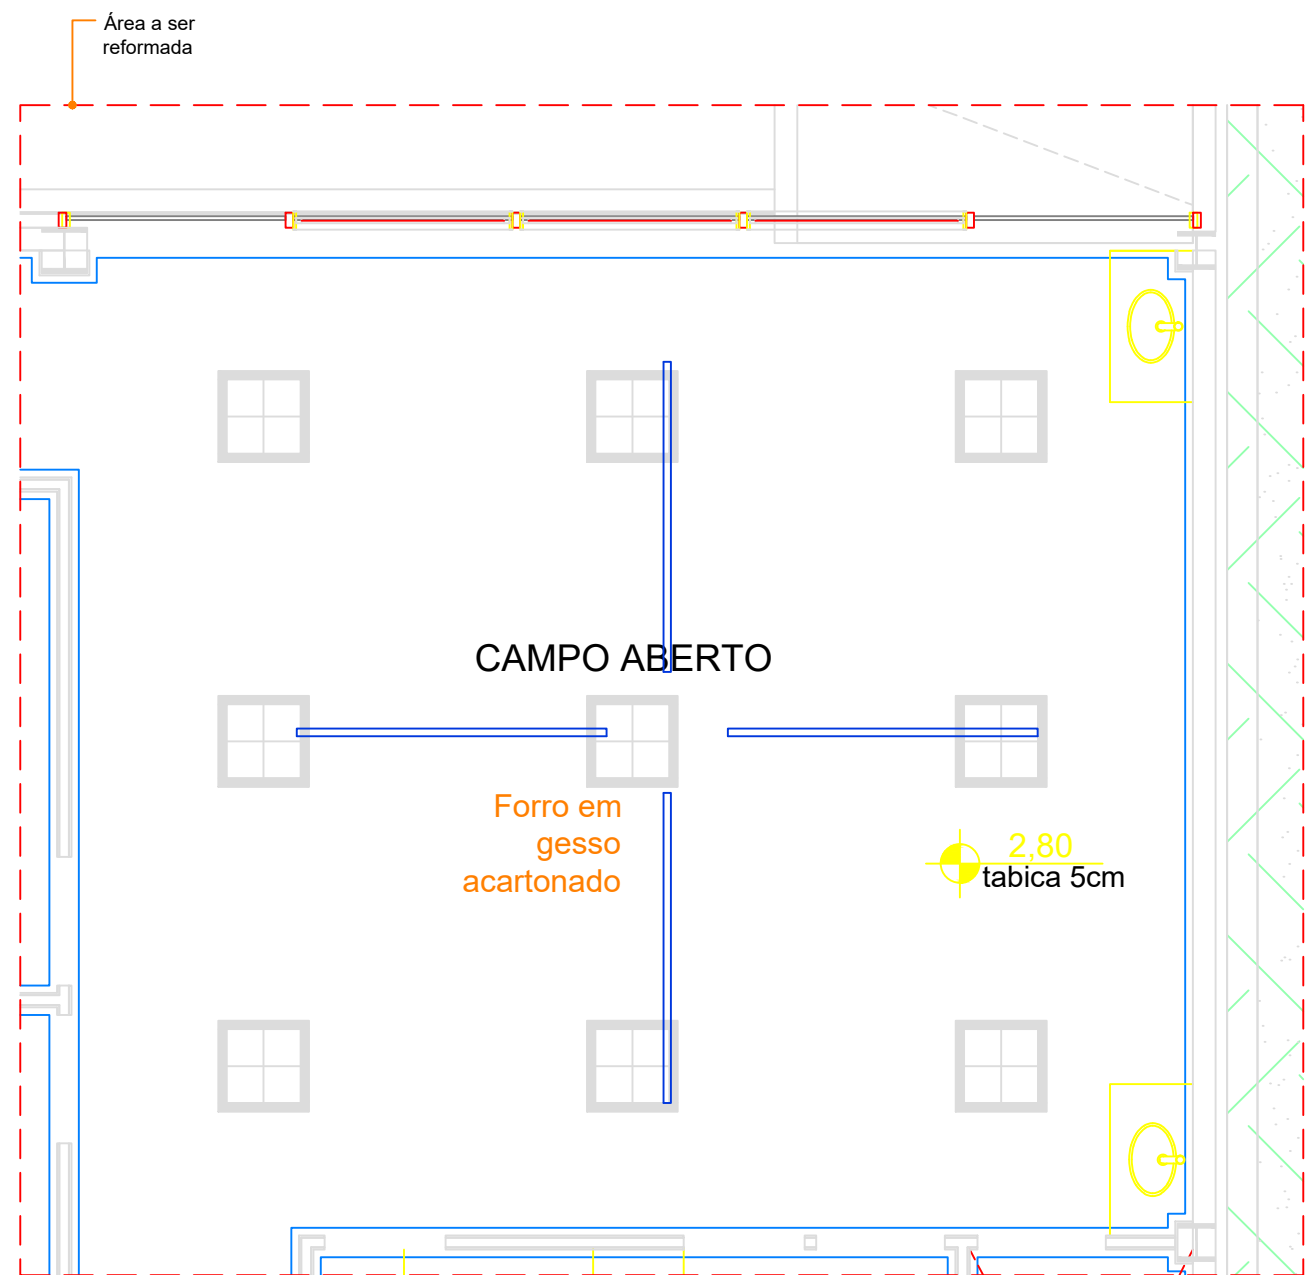 Área a ser
reformada
CAMPO ABERTO
Forro em
gesso
acartonado
2,80
tabica 5cm